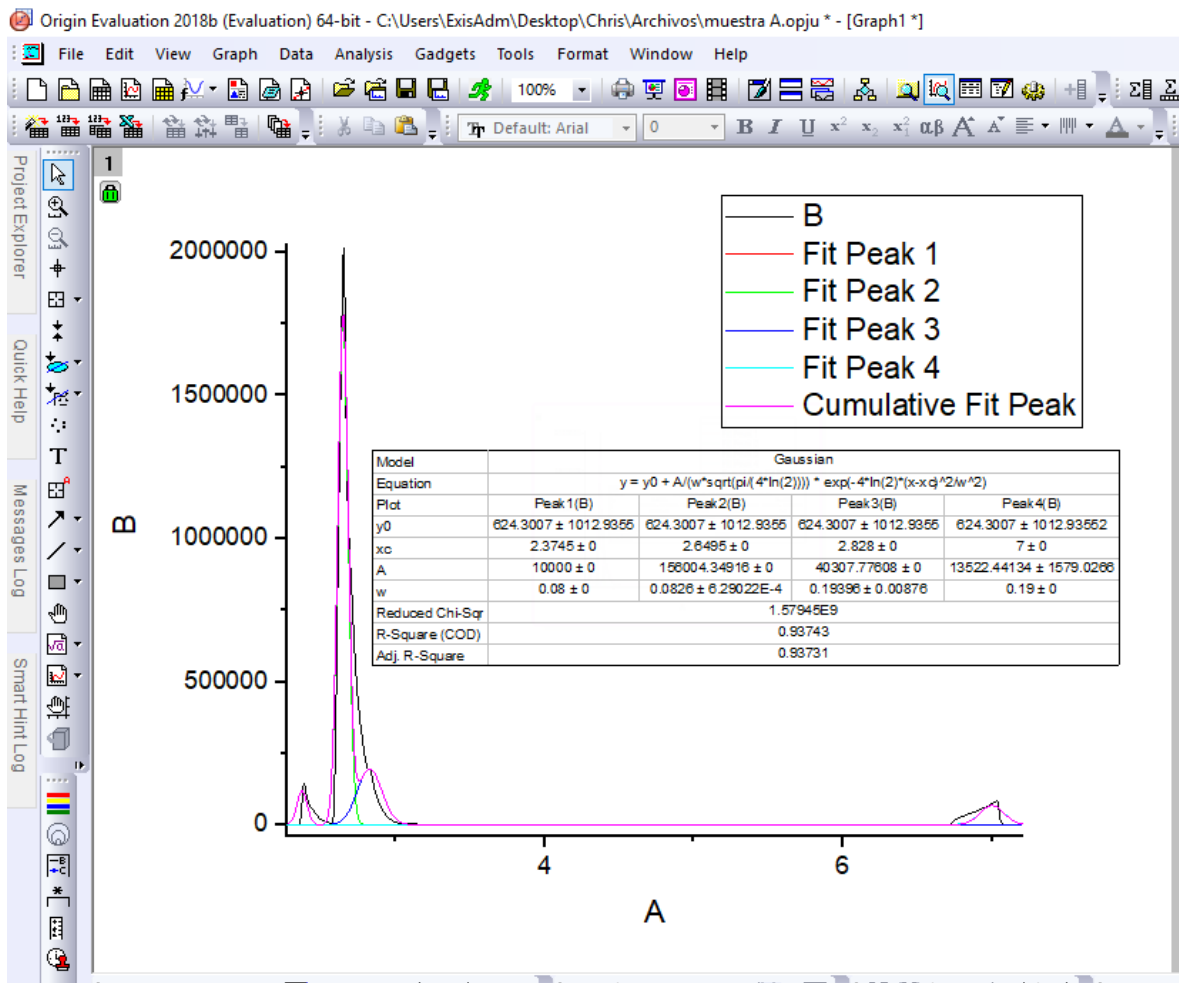 Origin Evaluation 2018b (Evaluation) 64-bit - C:\Users\ExisAdm\Desktop\Chris\Archivos\muestra A.opju * - [Graph1 *]
File Edit View Graph Data Analysis Gadgets Tools Format Window Help
100%
Default: Arial 0 B I U x² x₂ x₁² αβ A A A
Project Explorer
Quick Help
Messages Log
Smart Hint Log
1
B
Fit Peak 1
Fit Peak 2
Fit Peak 3
Fit Peak 4
Cumulative Fit Peak
2000000
1500000
1000000
500000
0
B
Model Gaussian
Equation y = y0 + A/(w*sqrt(pi/(4*ln(2)))) * exp(-4*ln(2)*(x-xc)^2/w^2)
Plot Peak1(B) Peak2(B) Peak3(B) Peak4(B)
y0 624.3007 ± 1012.9355 624.3007 ± 1012.9355 624.3007 ± 1012.9355 624.3007 ± 1012.93552
xc 2.3745 ± 0 2.6495 ± 0 2.828 ± 0 7 ± 0
A 10000 ± 0 156004.34916 ± 0 40307.77608 ± 0 13522.44134 ± 1579.0266
w 0.08 ± 0 0.0826 ± 6.29022E-4 0.19396 ± 0.00876 0.19 ± 0
Reduced Chi-Sqr 1.57945E9
R-Square (COD) 0.93743
Adj. R-Square 0.93731
4 6
A